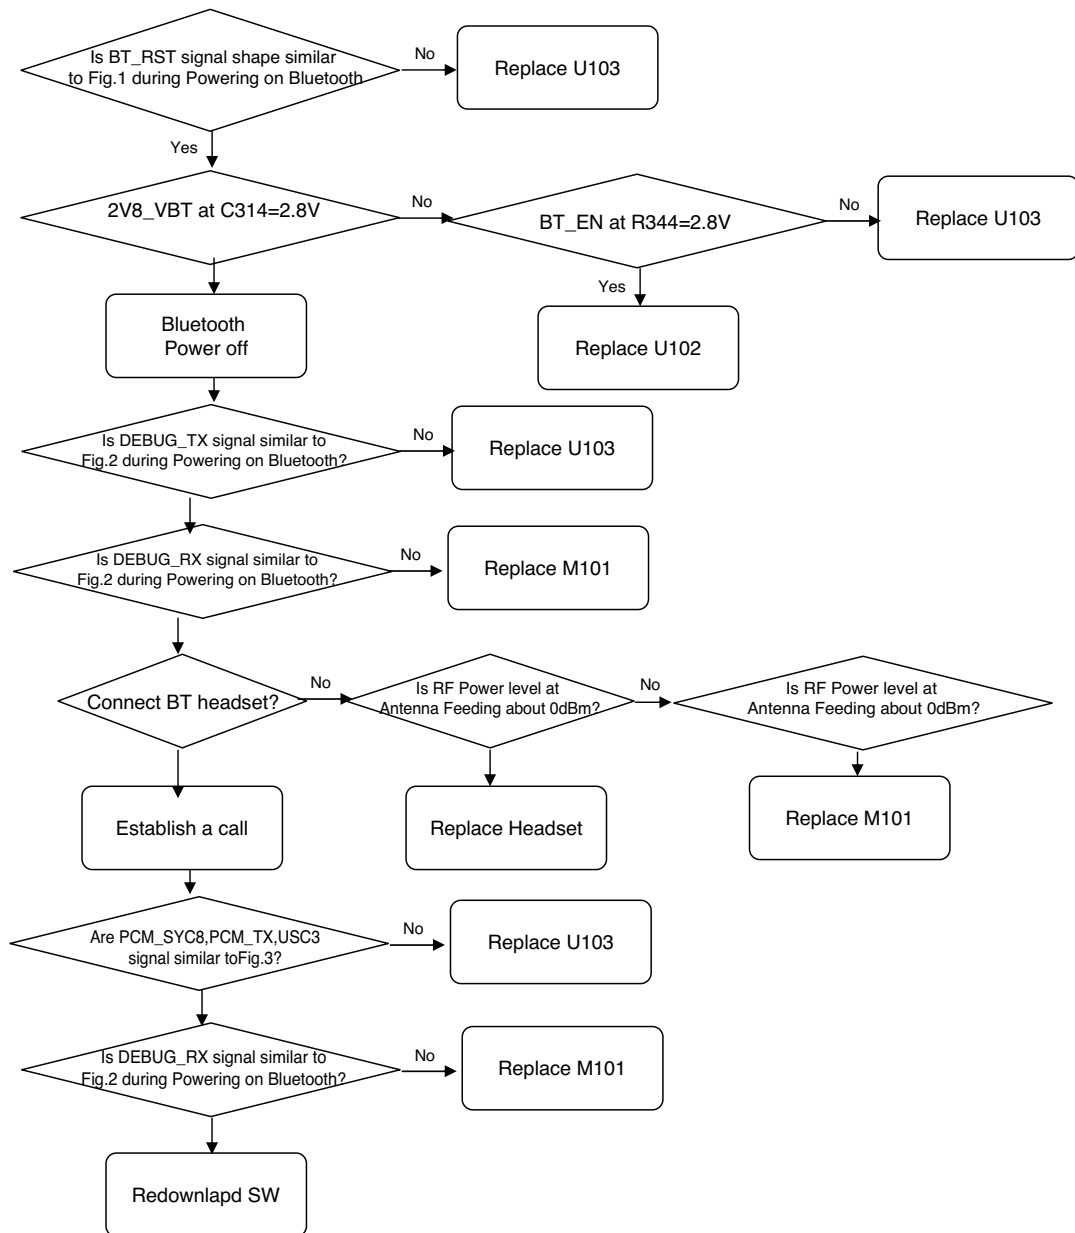 Is BT_RST signal shape similar
to Fig.1 during Powering on Bluetooth
No
Replace U103
Yes
2V8_VBT at C314=2.8V
No
BT_EN at R344=2.8V
No
Replace U103
Yes
Replace U102
Bluetooth
Power off
Is DEBUG_TX signal similar to
Fig.2 during Powering on Bluetooth?
No
Replace U103
Is DEBUG_RX signal similar to
Fig.2 during Powering on Bluetooth?
No
Replace M101
Connect BT headset?
No
Is RF Power level at
Antenna Feeding about 0dBm?
No
Is RF Power level at
Antenna Feeding about 0dBm?
Establish a call
Replace Headset
Replace M101
Are PCM_SYC8,PCM_TX,USC3
signal similar toFig.3?
No
Replace U103
Is DEBUG_RX signal similar to
Fig.2 during Powering on Bluetooth?
No
Replace M101
Redownlapd SW